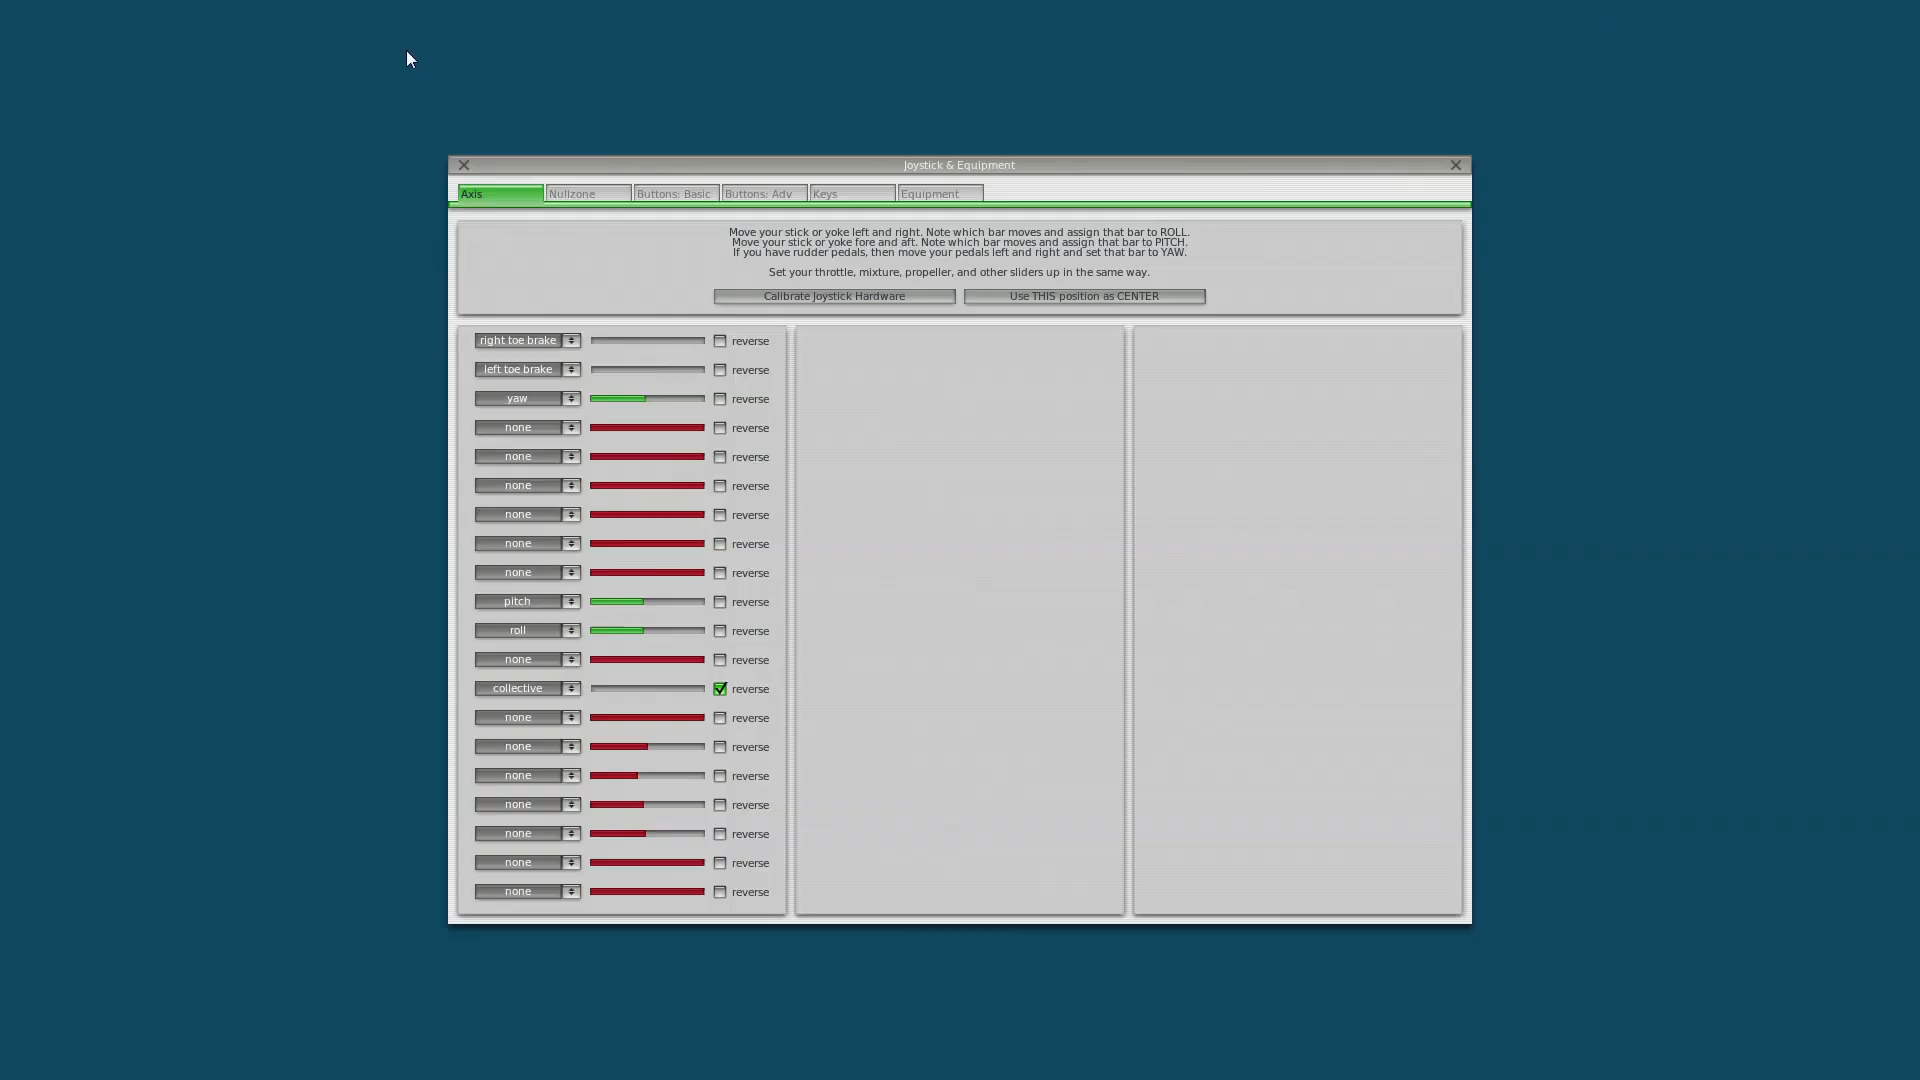 Joystick & Equipment
Axis Nullzone Buttons: Basic Buttons: Adv Keys Equipment
Move your stick or yoke left and right. Note which bar moves and assign that bar to ROLL.
Move your stick or yoke fore and aft. Note which bar moves and assign that bar to PITCH.
If you have rudder pedals, then move your pedals left and right and set that bar to YAW.
Set your throttle, mixture, propeller, and other sliders up in the same way.
Calibrate Joystick Hardware Use THIS position as CENTER
right toe brake reverse
left toe brake reverse
yaw reverse
none reverse
none reverse
none reverse
none reverse
none reverse
none reverse
pitch reverse
roll reverse
none reverse
collective reverse
none reverse
none reverse
none reverse
none reverse
none reverse
none reverse
none reverse